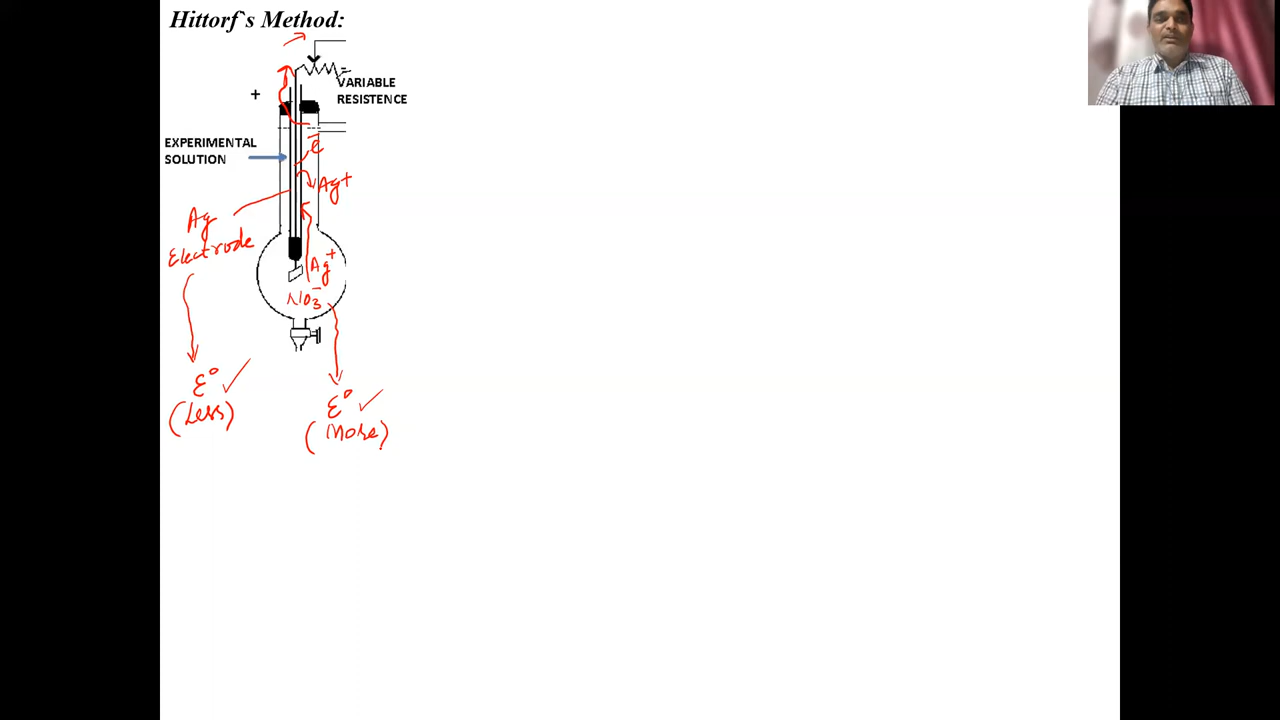 Hittorf`s Method:
VARIABLE
RESISTENCE
+
EXPERIMENTAL
SOLUTION
e-
Ag+
Ag
Electrode
Ag+
NO3-
E°
(Less)
E°
(More)